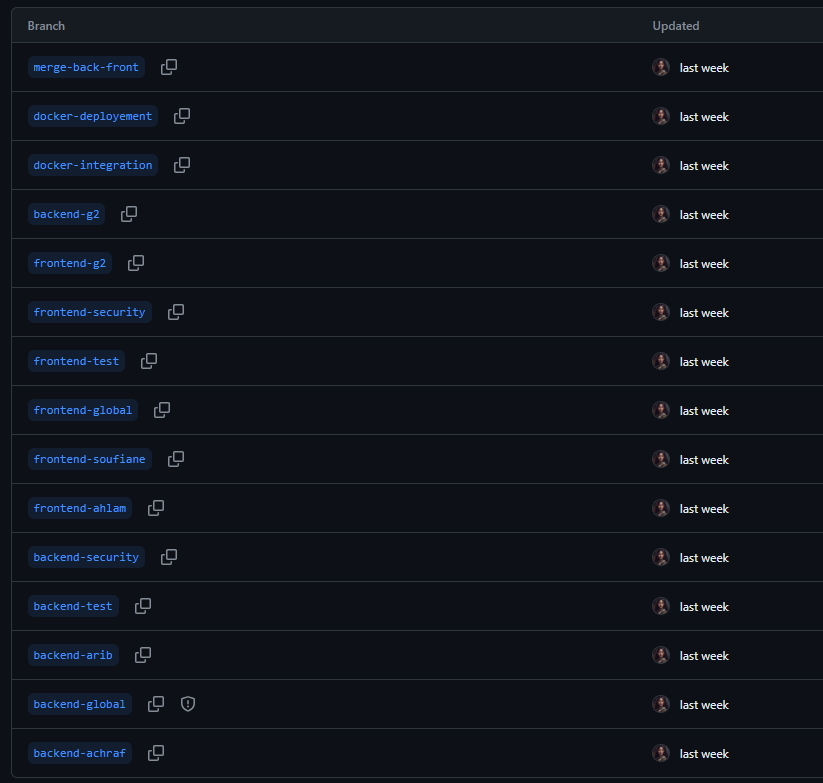 Branch Updated
merge-back-front last week
docker-deployement last week
docker-integration last week
backend-g2 last week
frontend-g2 last week
frontend-security last week
frontend-test last week
frontend-global last week
frontend-soufiane last week
frontend-ahlam last week
backend-security last week
backend-test last week
backend-arib last week
backend-global last week
backend-achraf last week